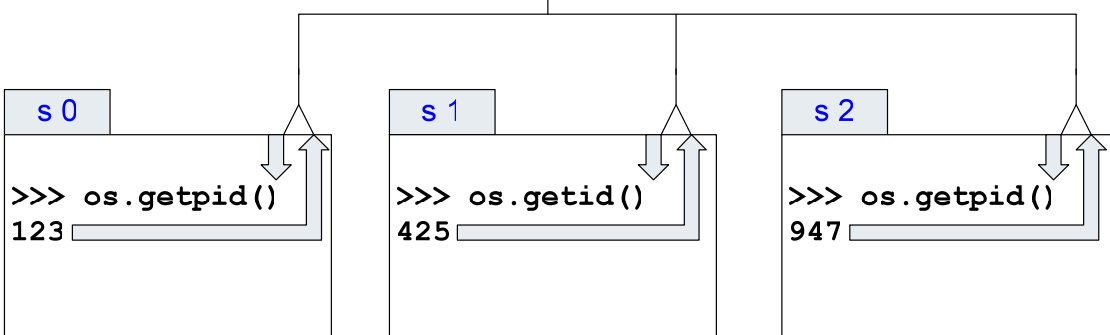 s 0
>>> os.getpid()
123
s 1
>>> os.getid()
425
s 2
>>> os.getpid()
947